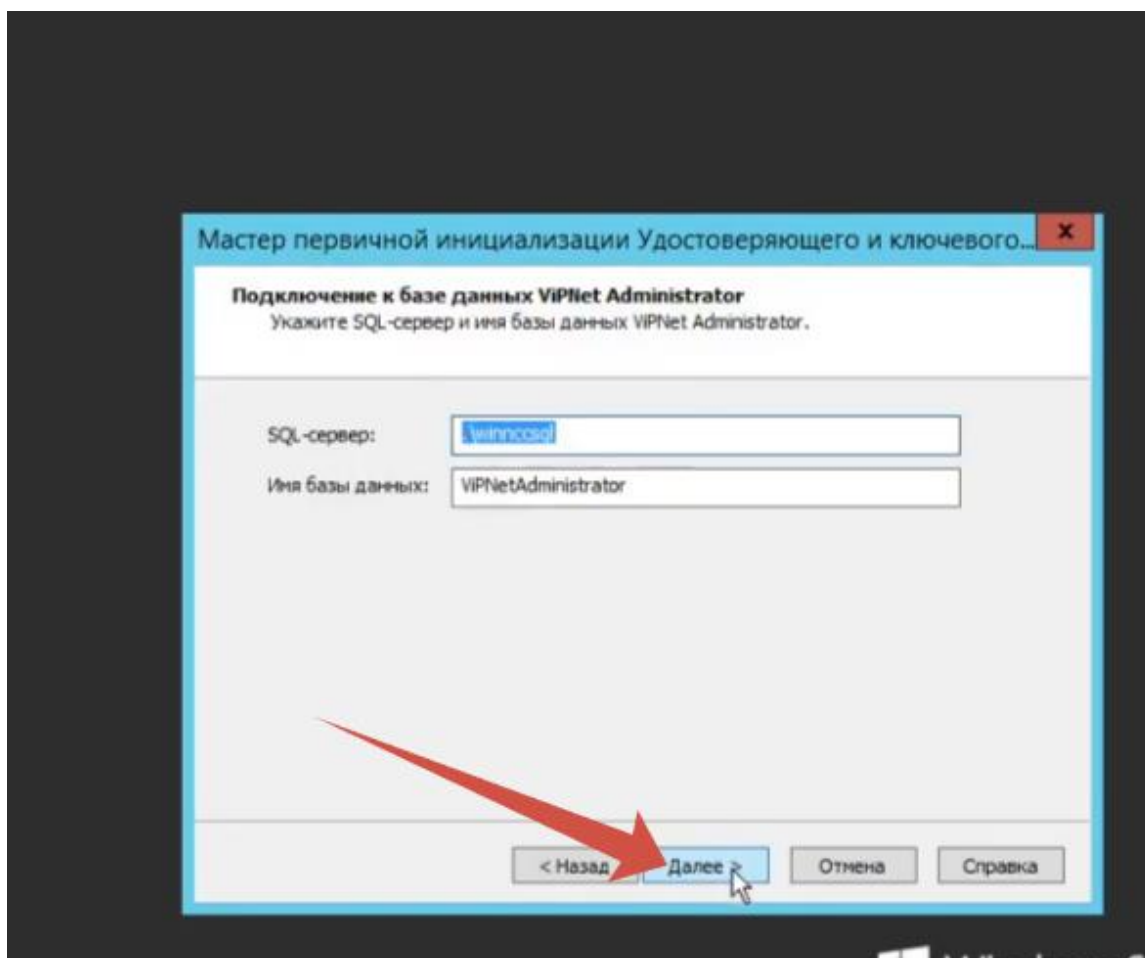 Мастер первичной инициализации Удостоверяющего и ключевого...
Подключение к базе данных ViPNet Administrator
Укажите SQL-сервер и имя базы данных ViPNet Administrator.
SQL-сервер: .\winnccsql
Имя базы данных: ViPNetAdministrator
< Назад Далее > Отмена Справка